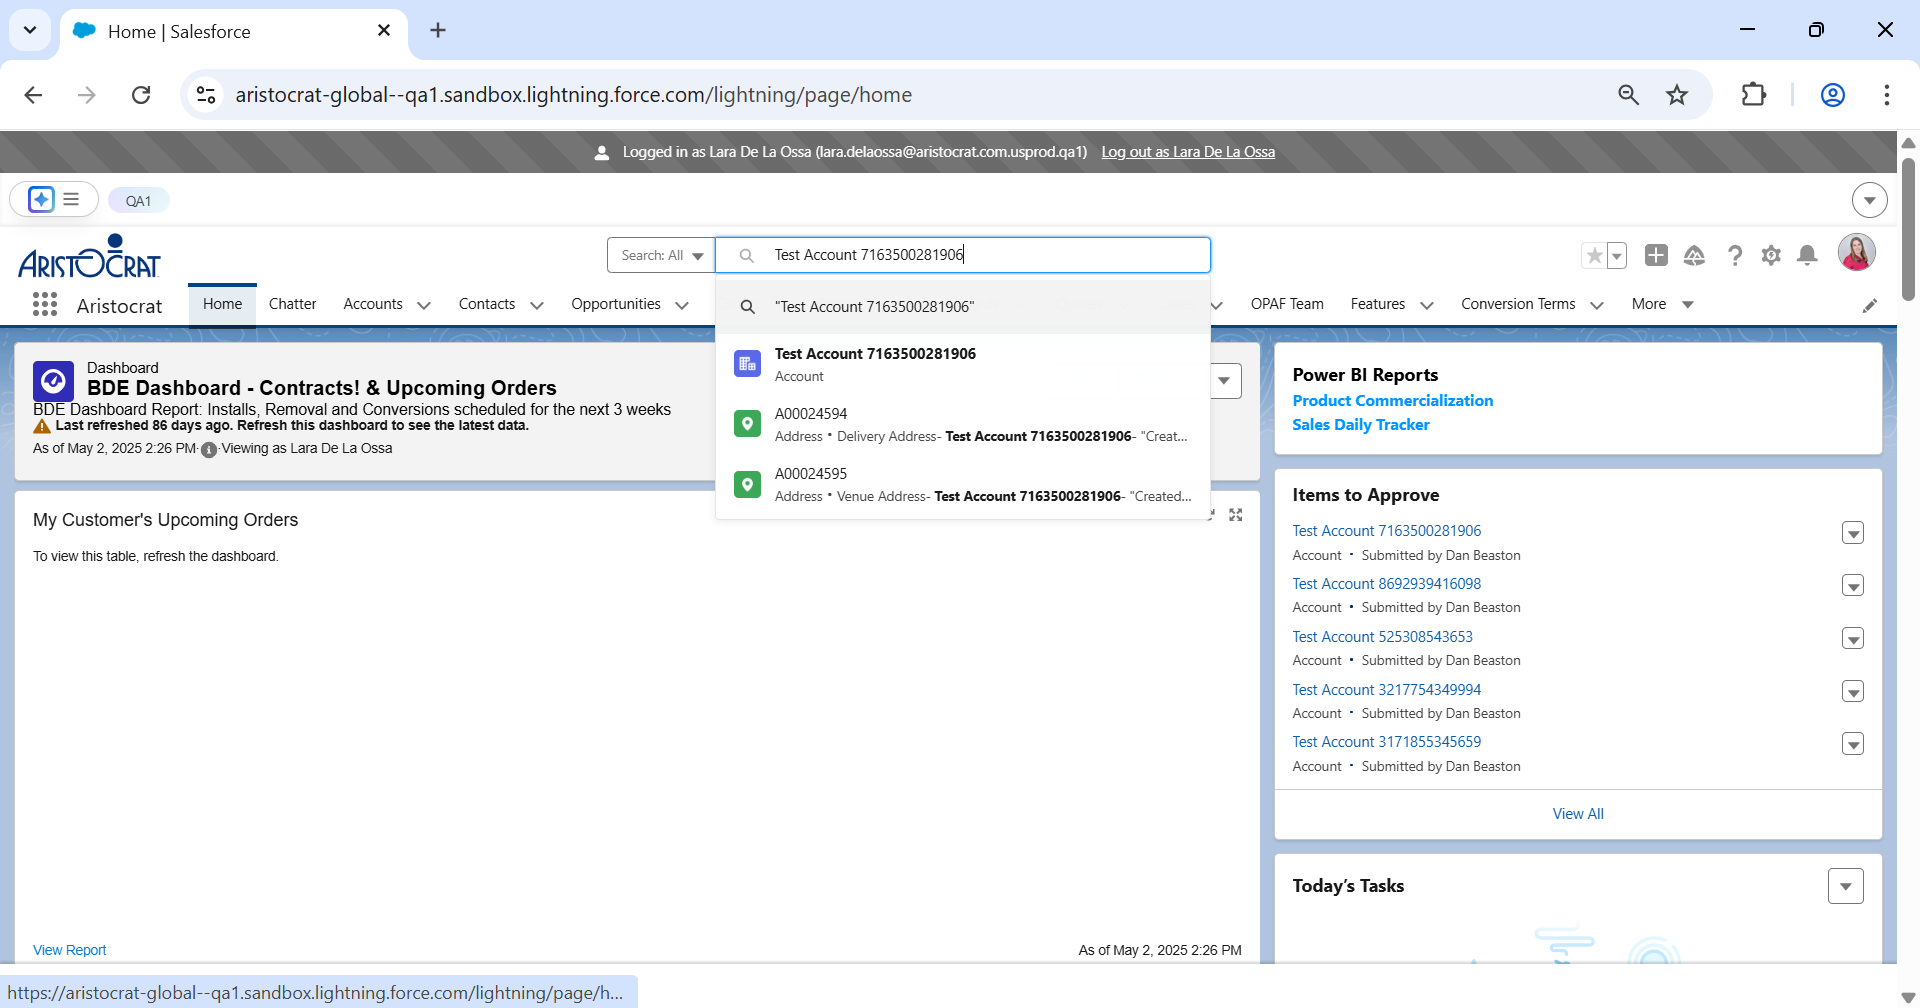 Home | Salesforce
aristocrat-global--qa1.sandbox.lightning.force.com/lightning/page/home
Logged in as Lara De La Ossa (lara.delaossa@aristocrat.com.usprod.qa1) Log out as Lara De La Ossa
QA1
ARISTOCRAT
Search: All
Test Account 7163500281906
Aristocrat
Home
Chatter
Accounts
Contacts
Opportunities
OPAF Team
Features
Conversion Terms
More
"Test Account 7163500281906"
Test Account 7163500281906
Account
A00024594
Address • Delivery Address- Test Account 7163500281906- "Creat...
A00024595
Address • Venue Address- Test Account 7163500281906- "Created...
Dashboard
BDE Dashboard - Contracts! & Upcoming Orders
BDE Dashboard Report: Installs, Removal and Conversions scheduled for the next 3 weeks
Last refreshed 86 days ago. Refresh this dashboard to see the latest data.
As of May 2, 2025 2:26 PM·Viewing as Lara De La Ossa
My Customer's Upcoming Orders
To view this table, refresh the dashboard.
View Report
As of May 2, 2025 2:26 PM
Power BI Reports
Product Commercialization
Sales Daily Tracker
Items to Approve
Test Account 7163500281906
Account • Submitted by Dan Beaston
Test Account 8692939416098
Account • Submitted by Dan Beaston
Test Account 525308543653
Account • Submitted by Dan Beaston
Test Account 3217754349994
Account • Submitted by Dan Beaston
Test Account 3171855345659
Account • Submitted by Dan Beaston
View All
Today's Tasks
https://aristocrat-global--qa1.sandbox.lightning.force.com/lightning/page/h...